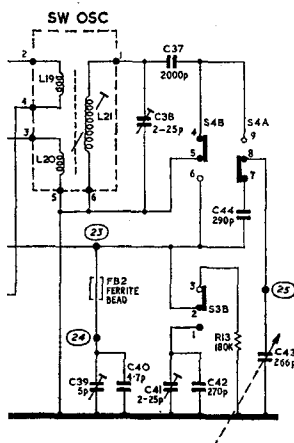 SW OSC
2
1
L19
L21
4
3
L20
5
6
C37
2000p
C38
2-25p
S4B
4
5
6
S4A
9
8
7
C44
290p
23
FB2
FERRITE
BEAD
24
3
2
S3B
1
R13
180K
25
C43
266p
C39
5p
C40
4·7p
C41
2-25p
C42
270p